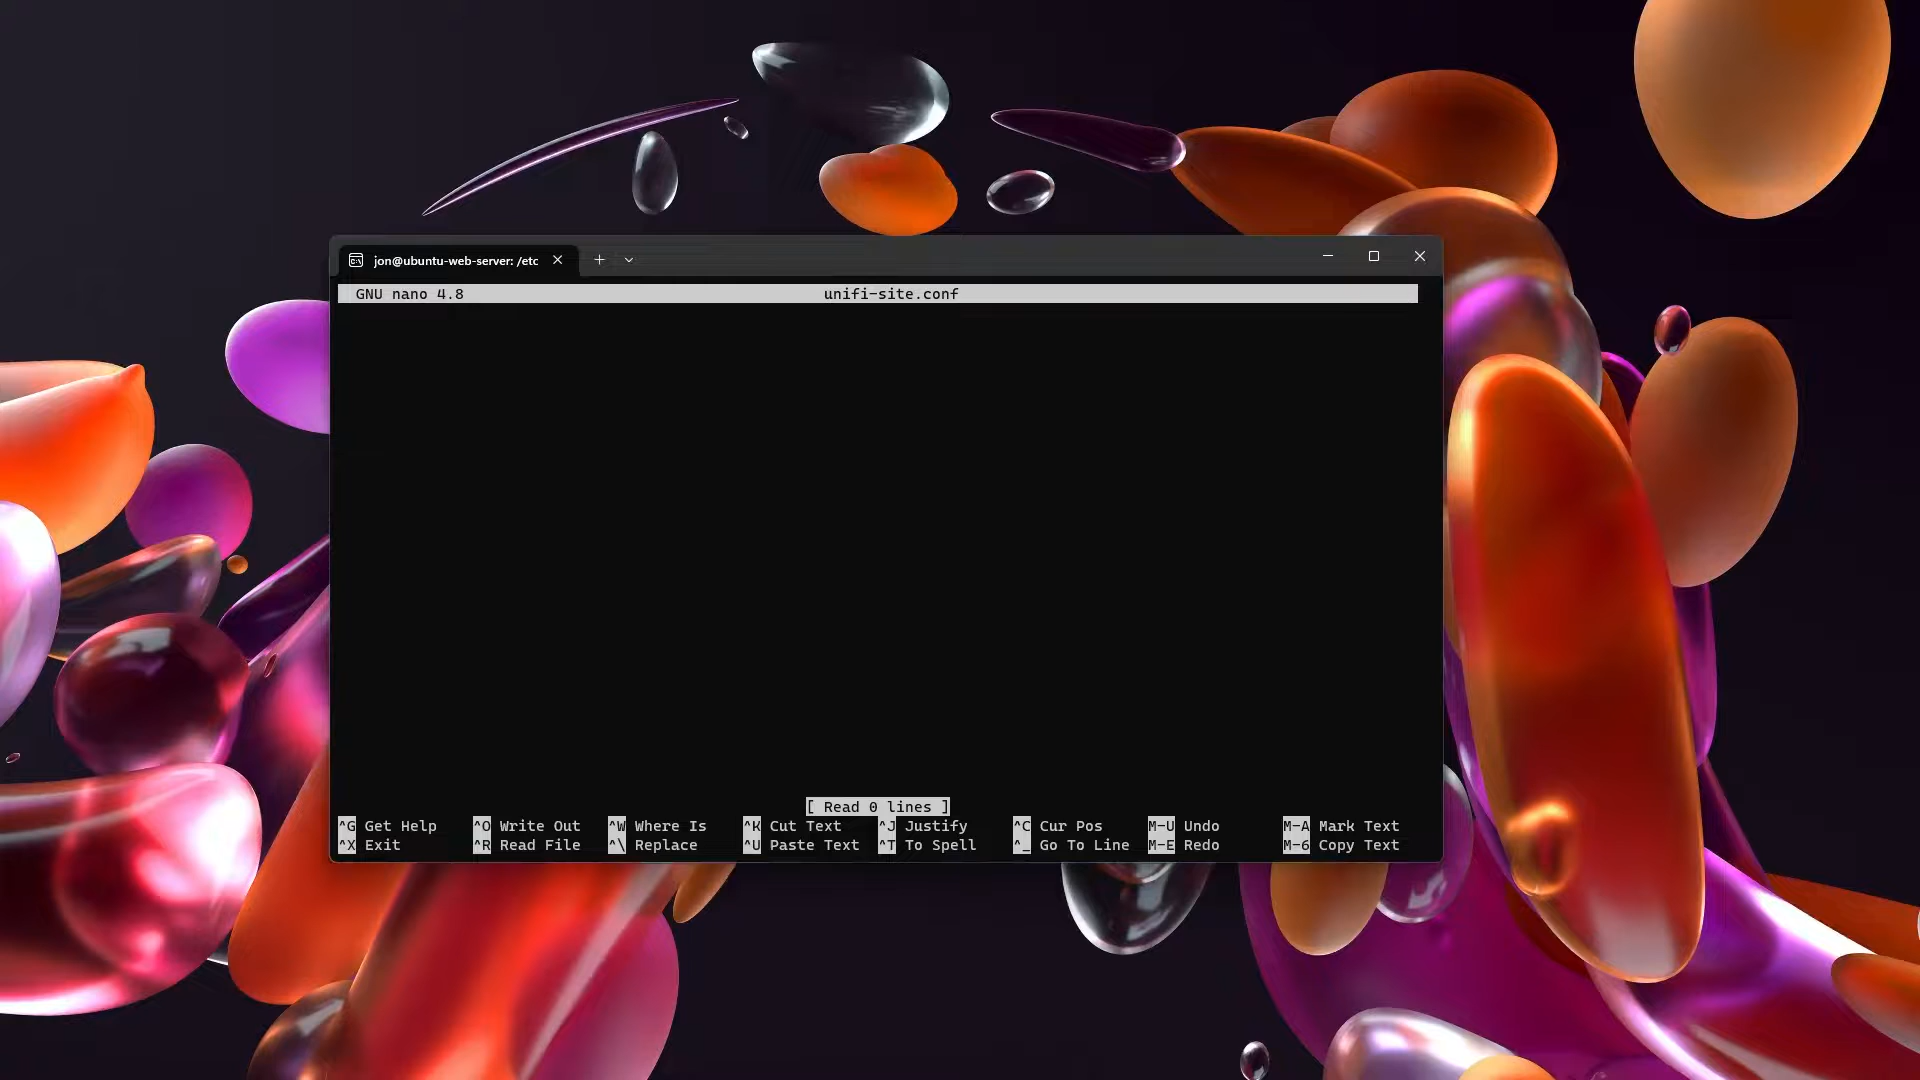 jon@ubuntu-web-server: /etc
GNU nano 4.8 unifi-site.conf
[ Read 0 lines ]
^G Get Help ^O Write Out ^W Where Is ^K Cut Text ^J Justify ^C Cur Pos M-U Undo M-A Mark Text
^X Exit ^R Read File ^\ Replace ^U Paste Text ^T To Spell ^_ Go To Line M-E Redo M-6 Copy Text